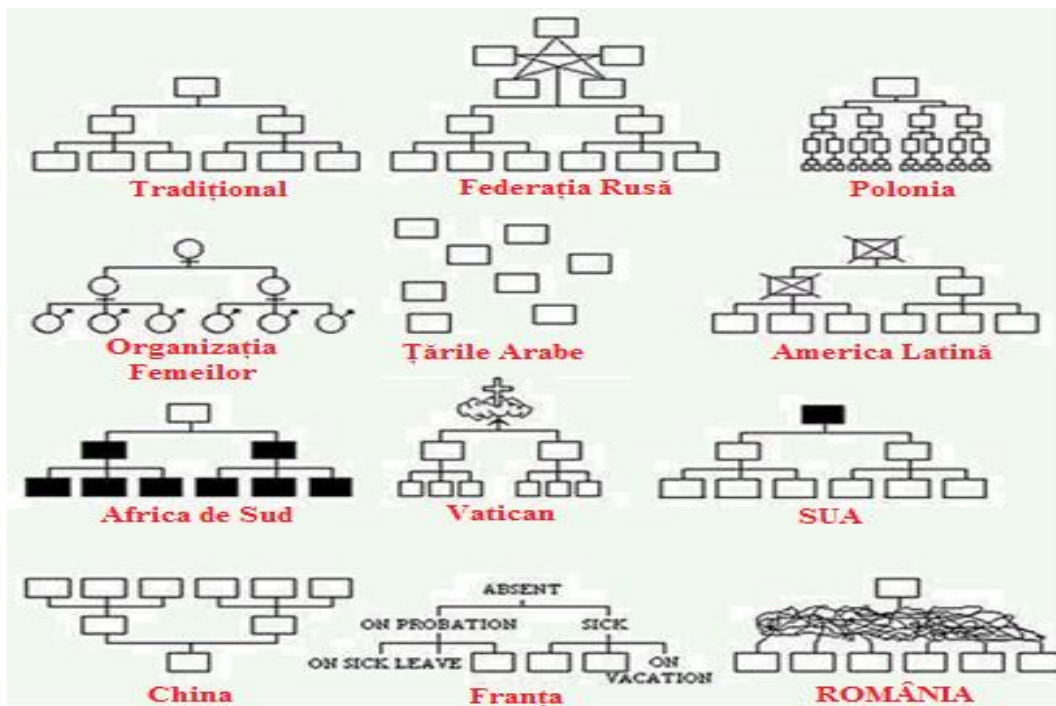 Tradițional
Federația Rusă
Polonia
Organizația
Femeilor
Țările Arabe
America Latină
Africa de Sud
Vatican
SUA
China
ABSENT
ON PROBATION
SICK
ON SICK LEAVE
ON
VACATION
Franța
ROMÂNIA